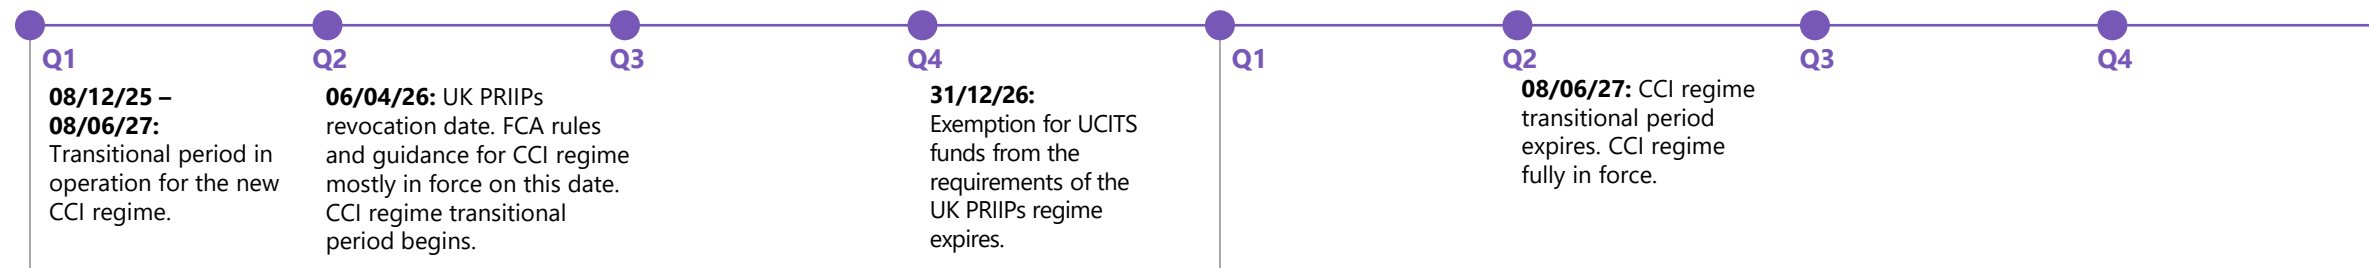 Q1
08/12/25 –
08/06/27:
Transitional period in
operation for the new
CCI regime.
Q2
06/04/26: UK PRIIPs
revocation date. FCA rules
and guidance for CCI regime
mostly in force on this date.
CCI regime transitional
period begins.
Q3
Q4
31/12/26:
Exemption for UCITS
funds from the
requirements of the
UK PRIIPs regime
expires.
Q1
Q2
08/06/27: CCI regime
transitional period
expires. CCI regime
fully in force.
Q3
Q4